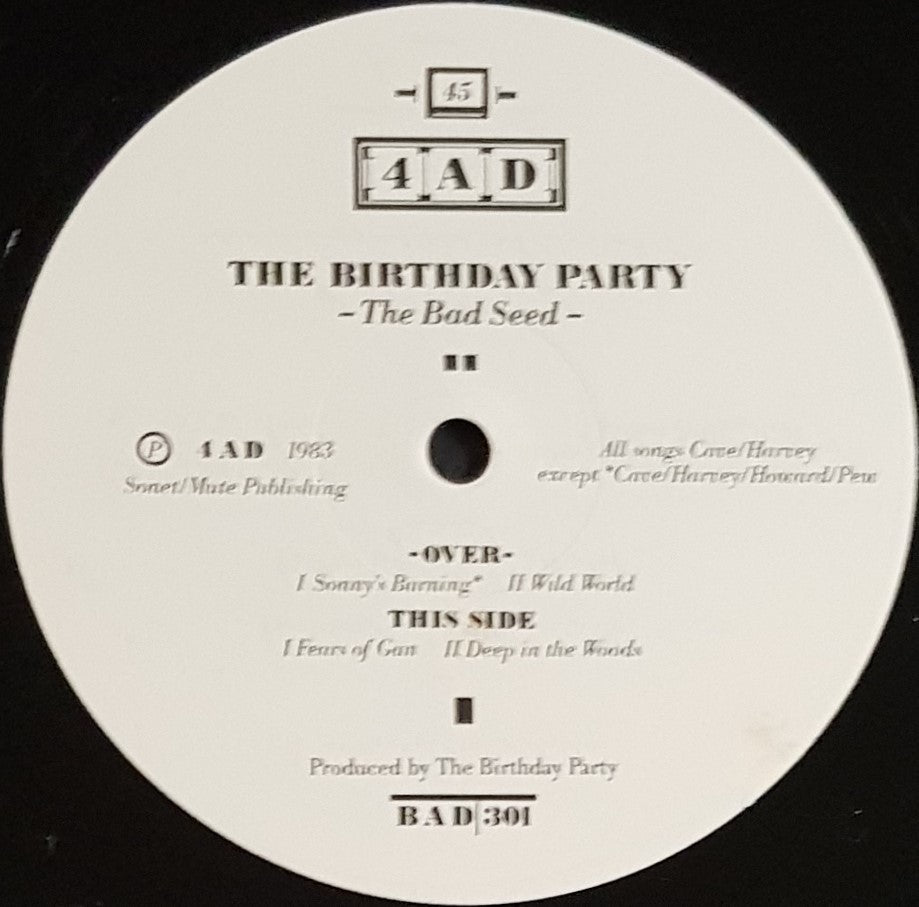 45
4 A D
THE BIRTHDAY PARTY
– The Bad Seed –
℗ 4 A D 1983
Sonet/Mute Publishing
All songs Cave/Harvey
except *Cave/Harvey/Howard/Pew
-OVER-
I Sonny's Burning* II Wild World
THIS SIDE
I Fears of Gun II Deep in the Woods
Produced by The Birthday Party
BAD 301